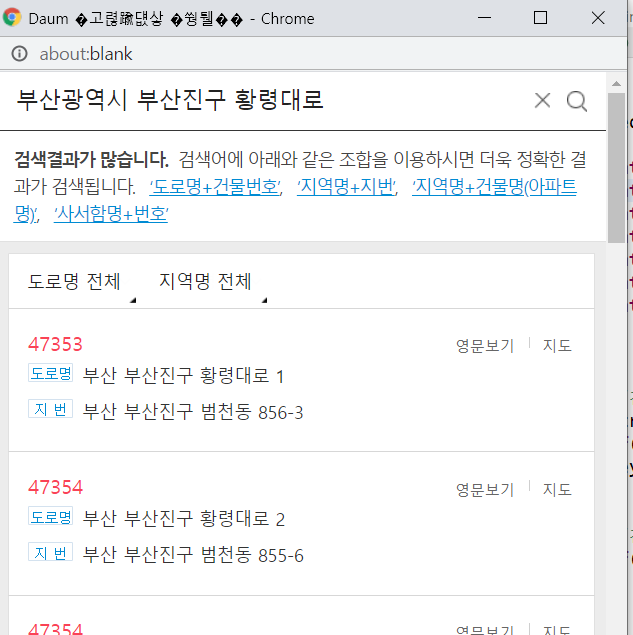 Daum - Chrome
about:blank
부산광역시 부산진구 황령대로
검색결과가 많습니다. 검색어에 아래와 같은 조합을 이용하시면 더욱 정확한 결
과가 검색됩니다. ‘도로명+건물번호’, ‘지역명+지번’, ‘지역명+건물명(아파트
명)’, ‘사서함명+번호’
도로명 전체 지역명 전체
47353 영문보기 지도
도로명 부산 부산진구 황령대로 1
지 번 부산 부산진구 범천동 856-3
47354 영문보기 지도
도로명 부산 부산진구 황령대로 2
지 번 부산 부산진구 범천동 855-6
47354 영문보기 지도